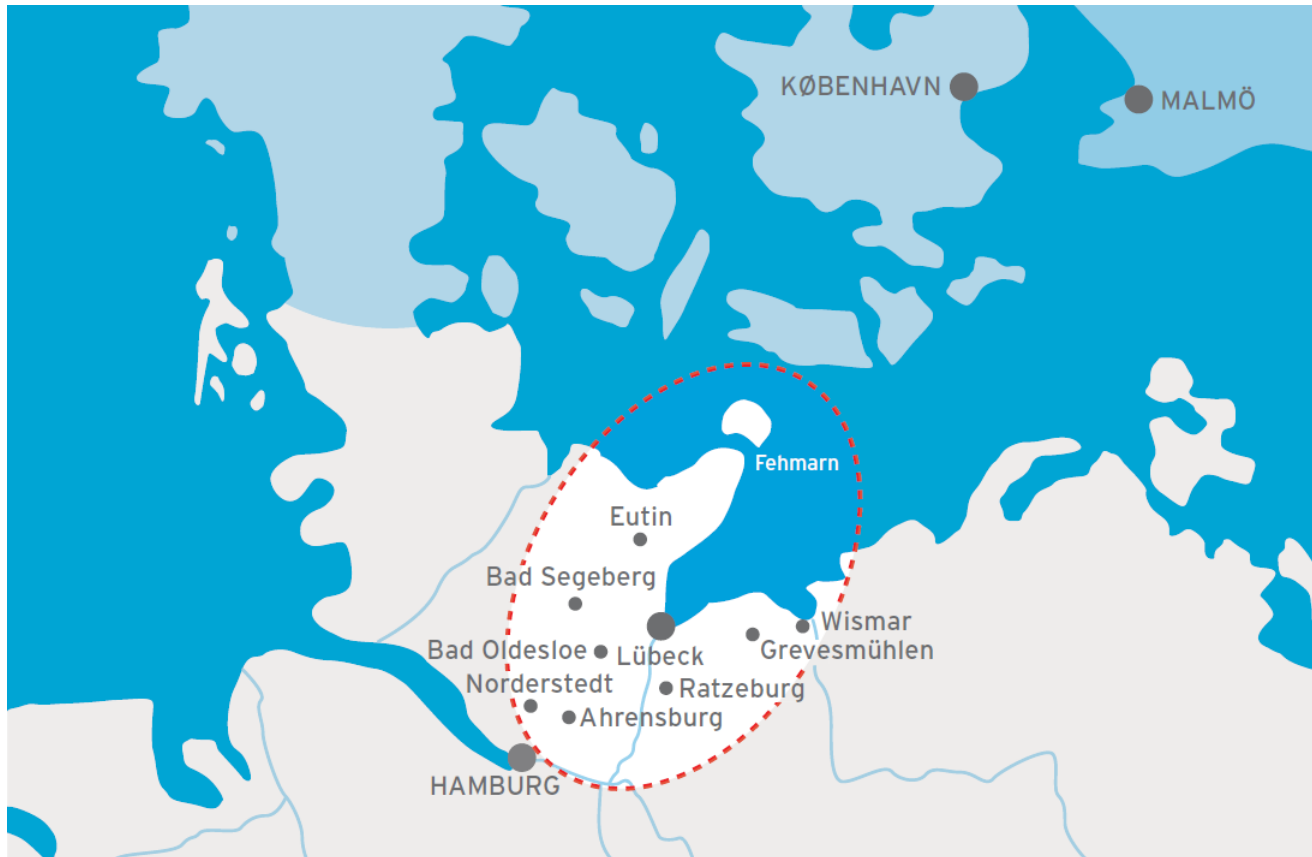 KØBENHAVN
MALMÖ
Fehmarn
Eutin
Bad Segeberg
Wismar
Bad Oldesloe
Lübeck
Grevesmühlen
Norderstedt
Ratzeburg
Ahrensburg
HAMBURG